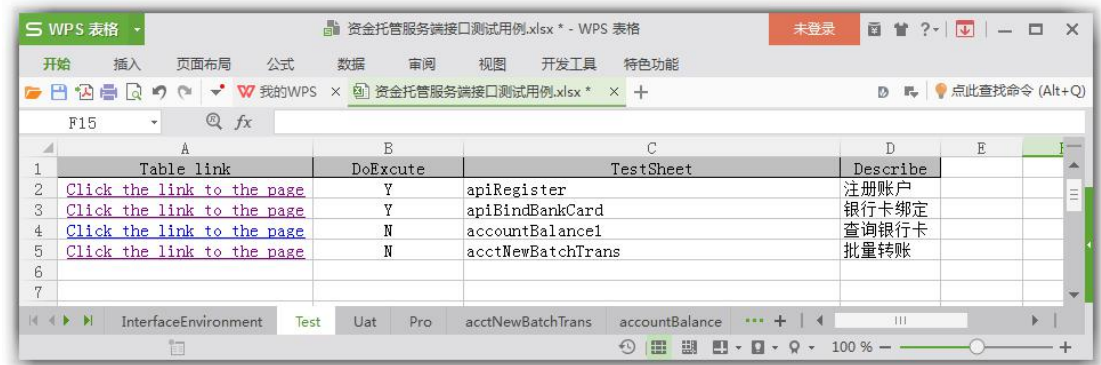 S WPS 表格 资金托管服务端接口测试用例.xlsx * - WPS 表格 未登录
开始 插入 页面布局 公式 数据 审阅 视图 开发工具 特色功能
我的WPS × 资金托管服务端接口测试用例.xlsx * × + 点此查找命令 (Alt+Q)
F15 fx
A B C D E
1 Table link DoExcute TestSheet Describe
2 Click the link to the page Y apiRegister 注册账户
3 Click the link to the page Y apiBindBankCard 银行卡绑定
4 Click the link to the page N accountBalance1 查询银行卡
5 Click the link to the page N acctNewBatchTrans 批量转账
6
7
InterfaceEnvironment Test Uat Pro acctNewBatchTrans accountBalance ••• +
100 % — +